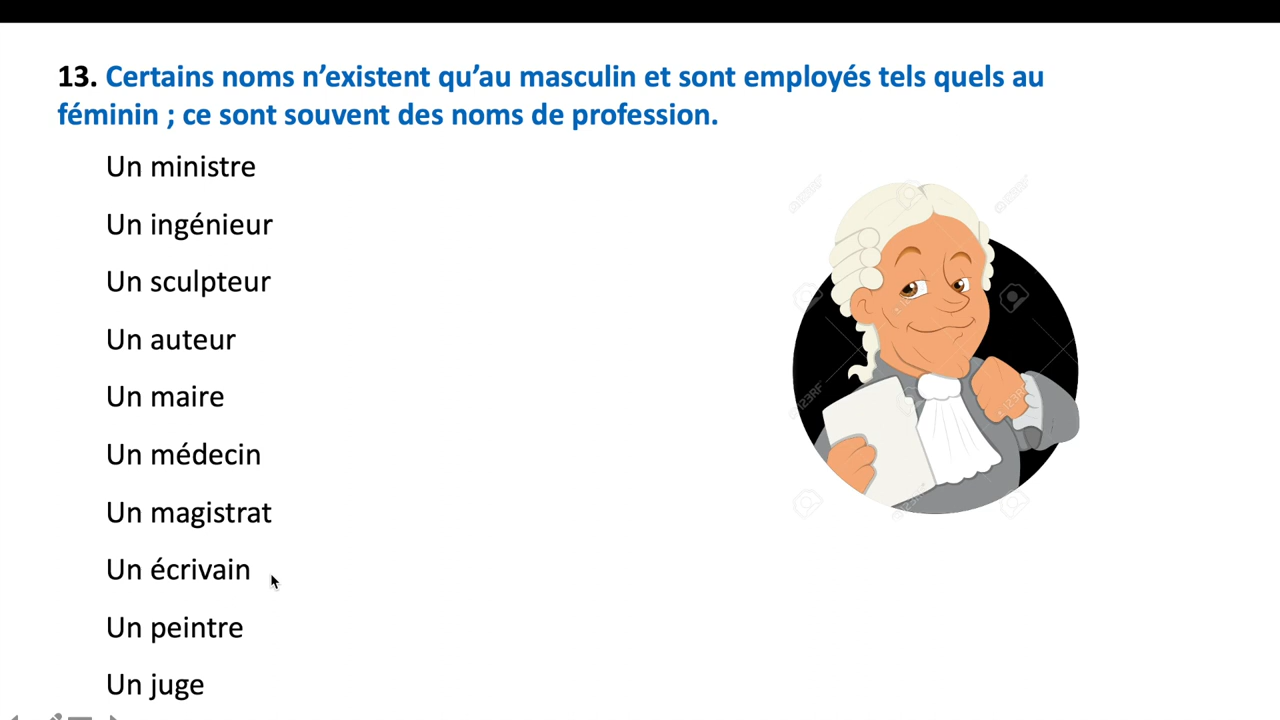 13. Certains noms n’existent qu’au masculin et sont employés tels quels au
féminin ; ce sont souvent des noms de profession.
Un ministre
Un ingénieur
Un sculpteur
Un auteur
Un maire
Un médecin
Un magistrat
Un écrivain
Un peintre
Un juge